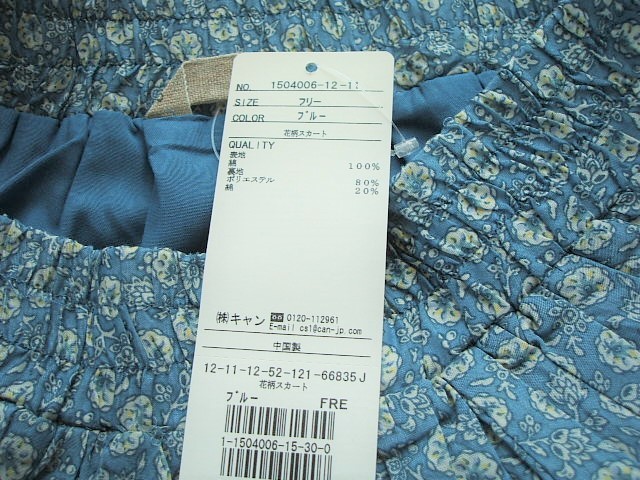 NO. 1504006-12-11
SIZE フリー
COLOR ブルー
花柄スカート
QUALITY
表地
綿 100%
裏地
ポリエステル 80%
綿 20%
㈱キャン 0120-112961
E-mail cs1@can-jp.com
中国製
12-11-12-52-121-66835J
花柄スカート
ブルー FRE
1-1504006-15-30-0